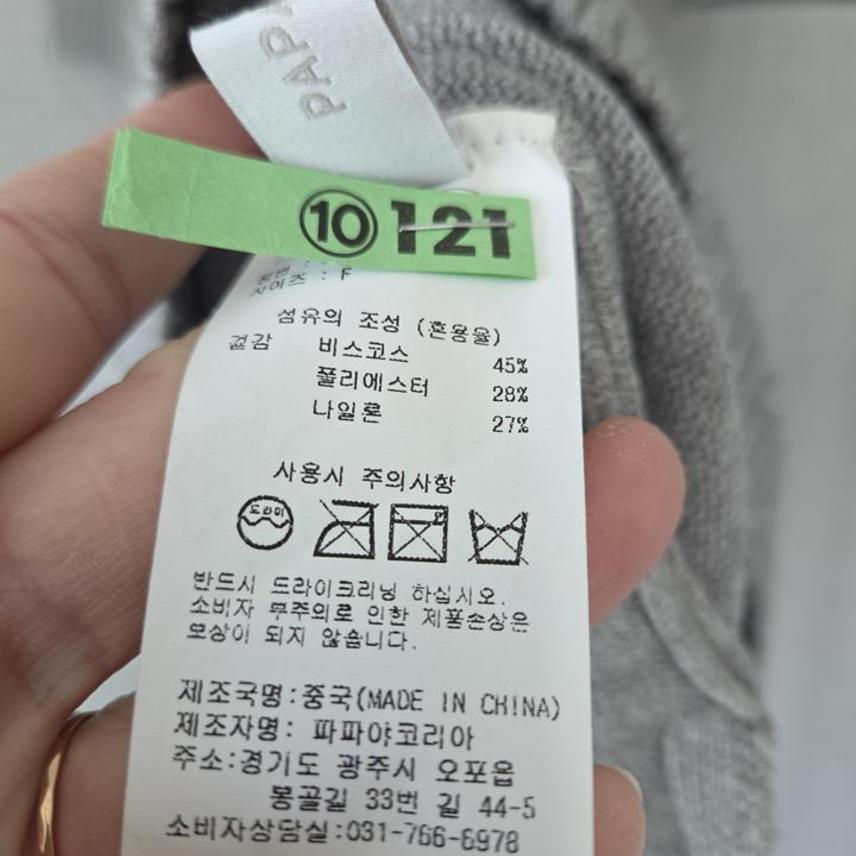 PAP
⑩121
사이즈 : F
섬유의 조성 (혼용율)
겉감 비스코스 45%
폴리에스터 28%
나일론 27%
사용시 주의사항
드라이
반드시 드라이크리닝 하십시오.
소비자 부주의로 인한 제품손상은
보상이 되지 않습니다.
제조국명:중국(MADE IN CHINA)
제조자명: 파파야코리아
주소:경기도 광주시 오포읍
봉골길 33번 길 44-5
소비자상담실:031-766-6978